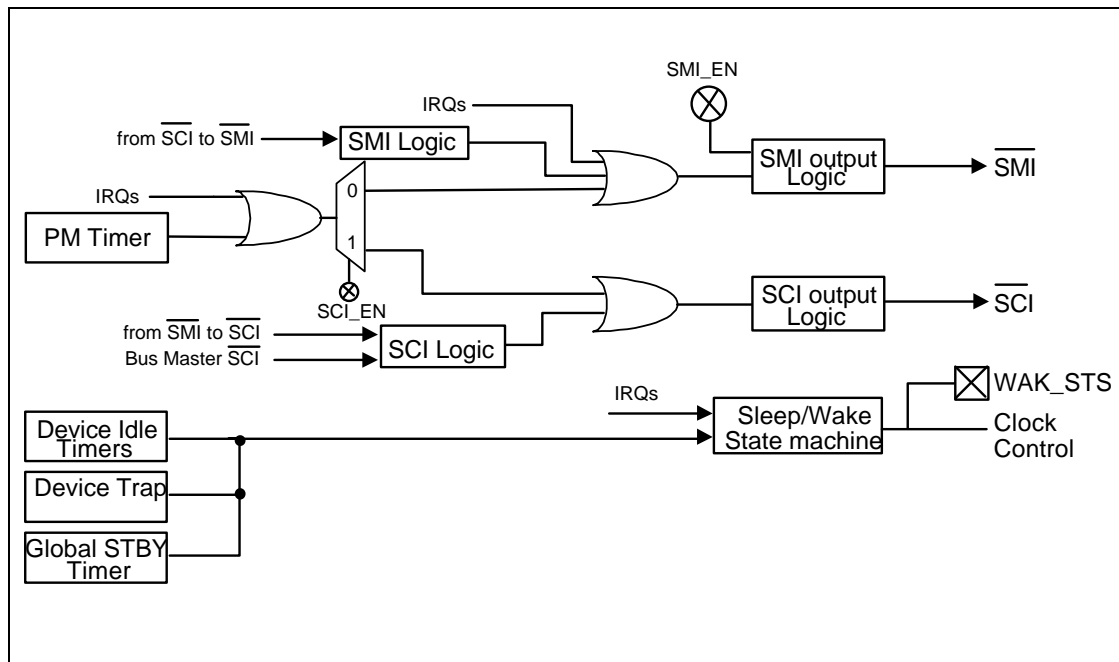 SMI_EN
IRQs
from SCI to SMI
SMI Logic
SMI output
Logic
SMI
IRQs
0
PM Timer
1
SCI_EN
SCI output
Logic
SCI
from SMI to SCI
Bus Master SCI
SCI Logic
IRQs
WAK_STS
Device Idle
Timers
Sleep/Wake
State machine
Clock
Control
Device Trap
Global STBY
Timer